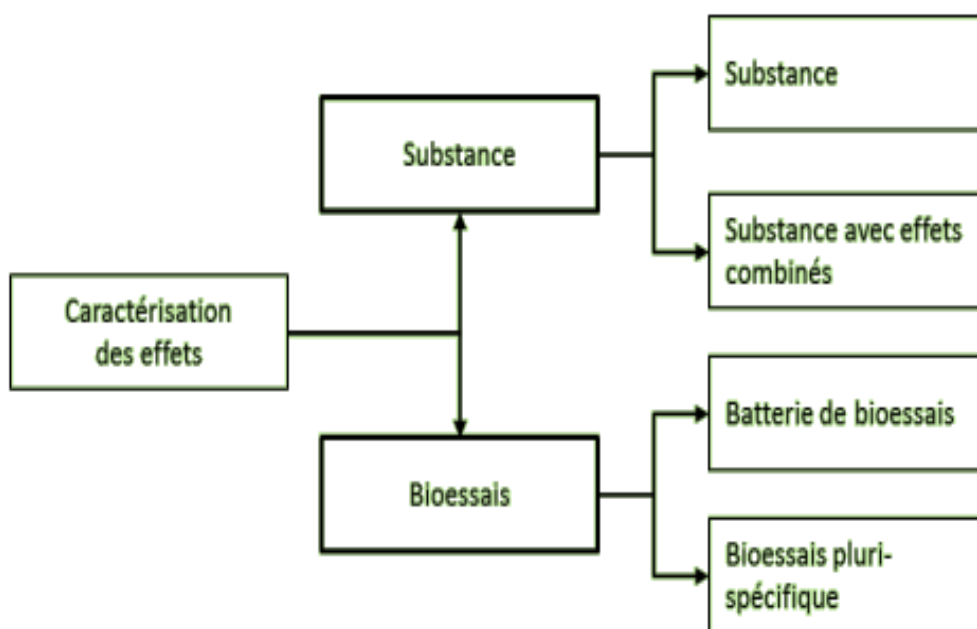 Caractérisation
des effets
Substance
Bioessais
Substance
Substance avec effets
combinés
Batterie de bioessais
Bioessais pluri-
spécifique